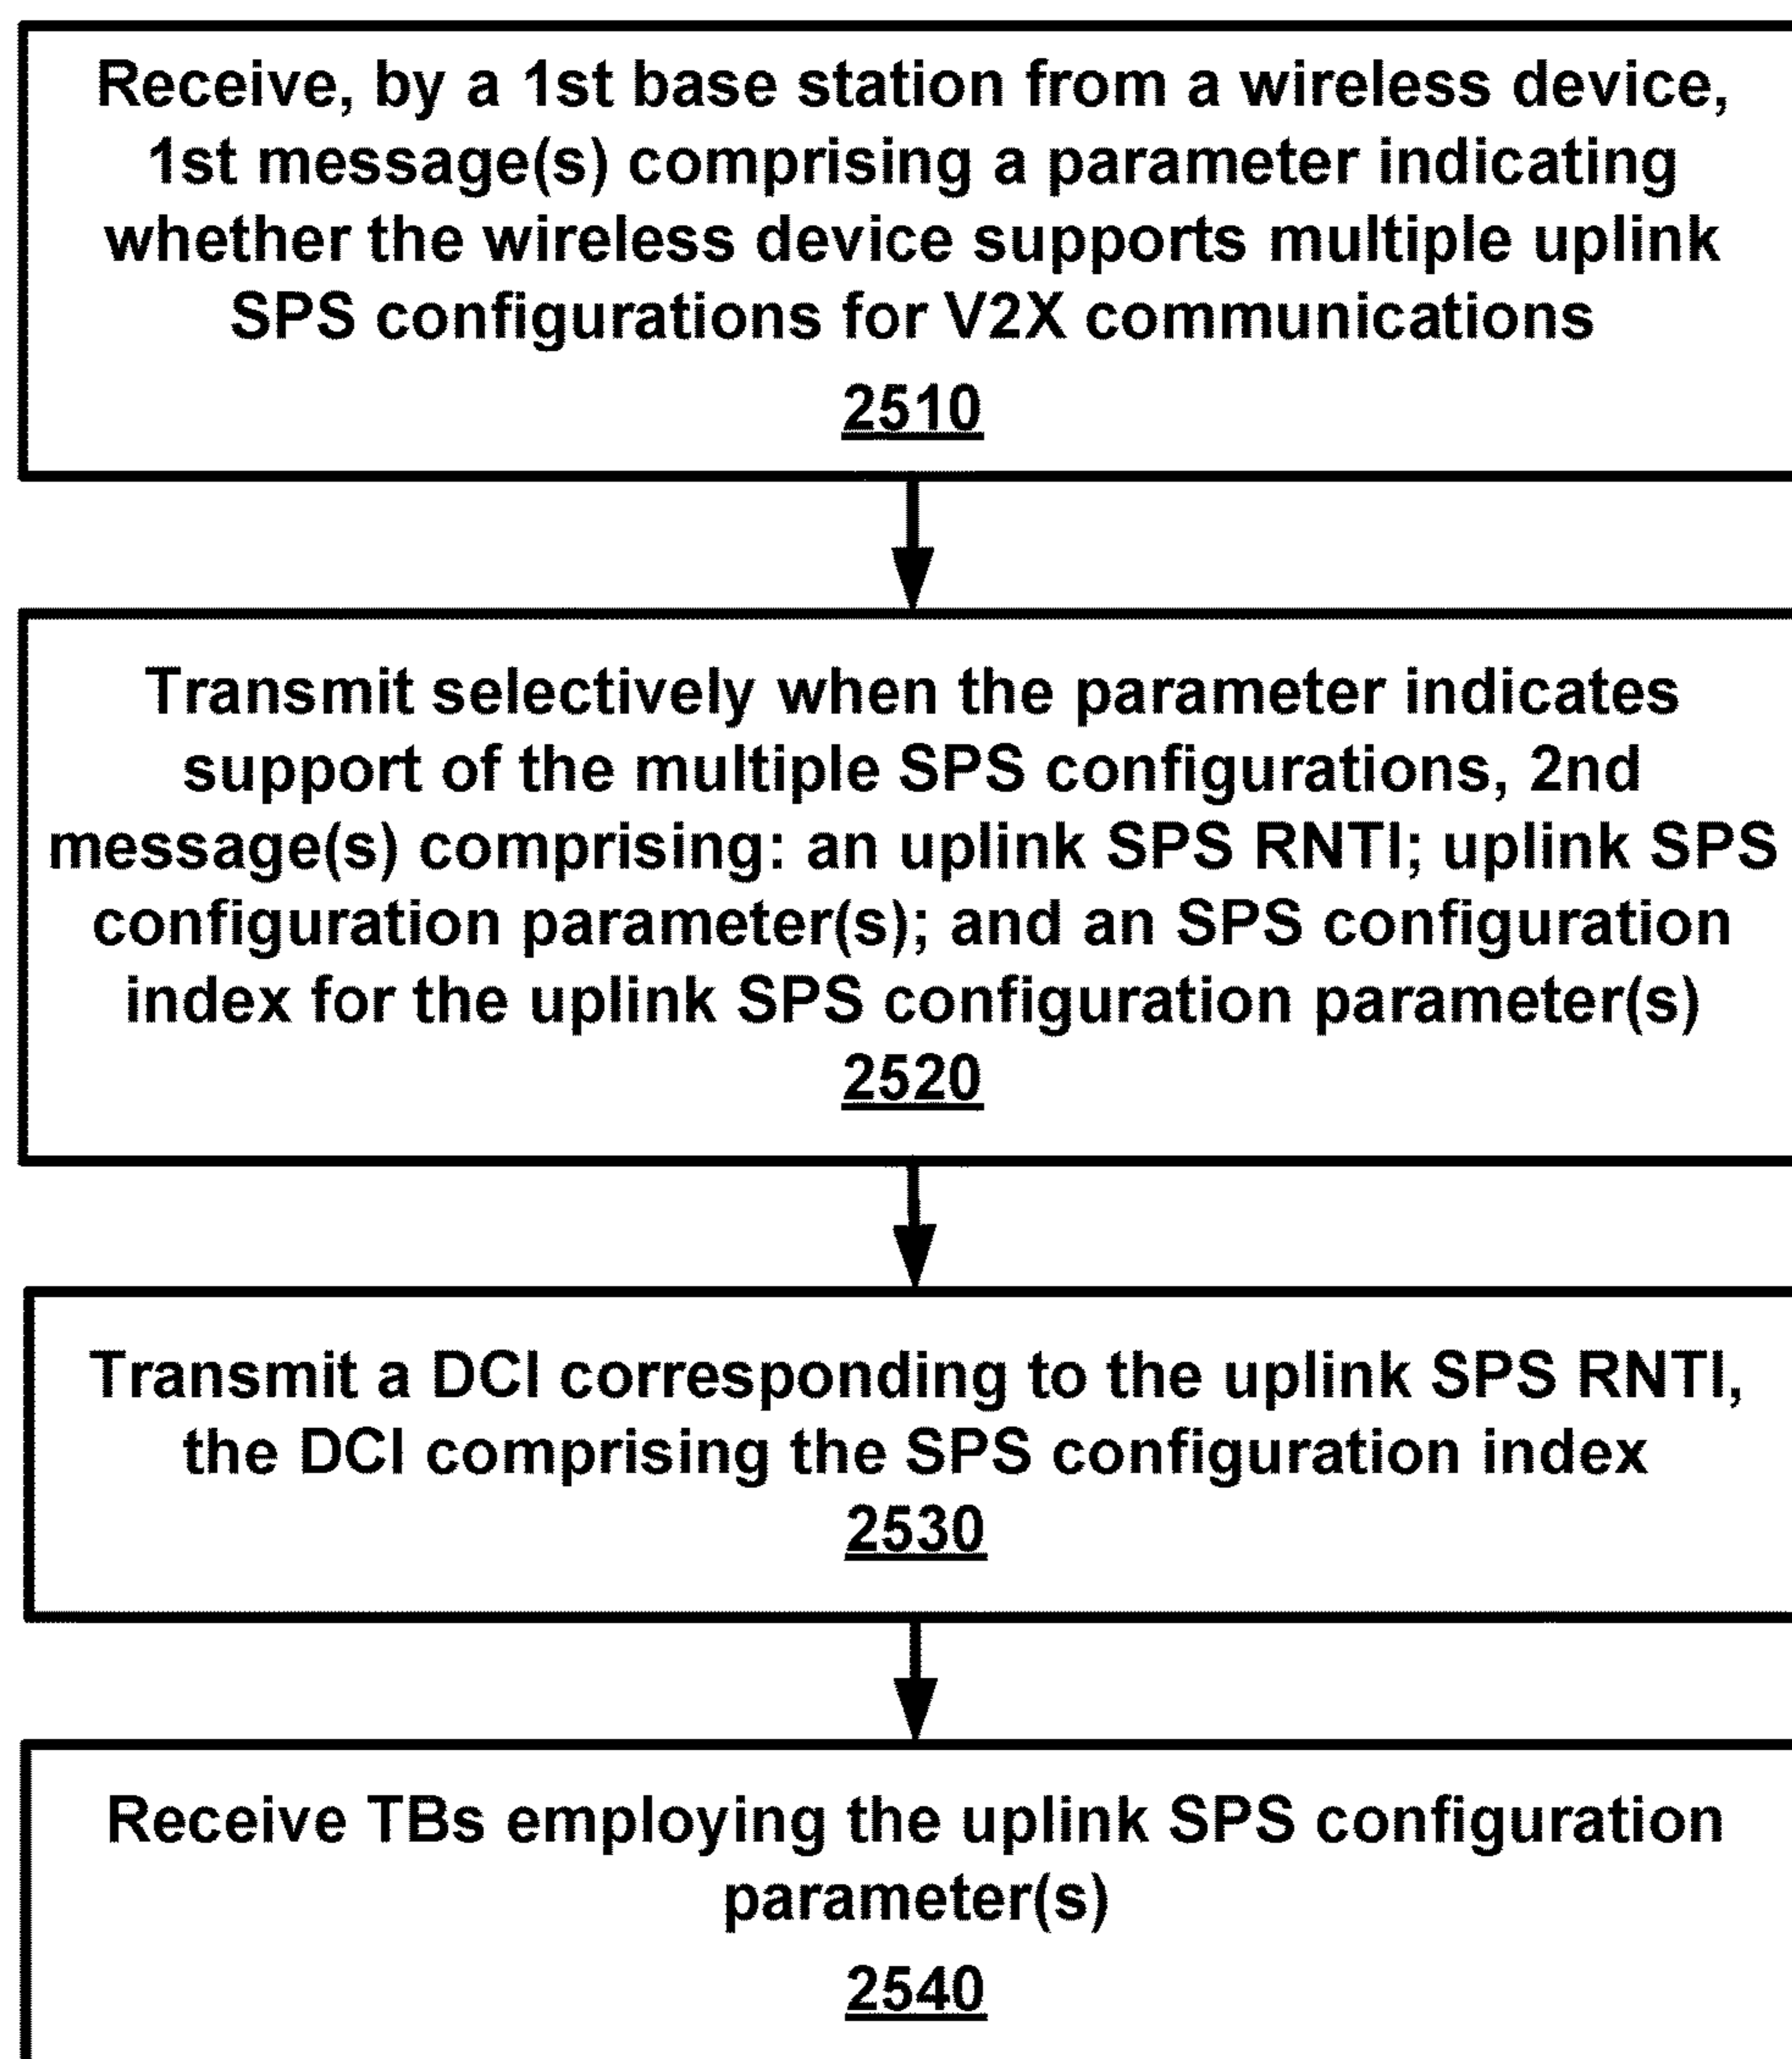 Receive, by a 1st base station from a wireless device,
1st message(s) comprising a parameter indicating
whether the wireless device supports multiple uplink
SPS configurations for V2X communications
2510
Transmit selectively when the parameter indicates
support of the multiple SPS configurations, 2nd
message(s) comprising: an uplink SPS RNTI; uplink SPS
configuration parameter(s); and an SPS configuration
index for the uplink SPS configuration parameter(s)
2520
Transmit a DCI corresponding to the uplink SPS RNTI,
the DCI comprising the SPS configuration index
2530
Receive TBs employing the uplink SPS configuration
parameter(s)
2540